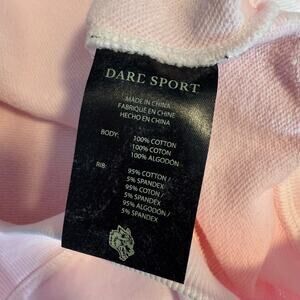 DARC SPORT
MADE IN CHINA
FABRIQUÉ EN CHINE
HECHO EN CHINA
BODY: 100% COTTON
100% COTON
100% ALGODÓN
RIB: 95% COTTON /
5% SPANDEX
95% COTON /
5% SPANDEX
95% ALGODÓN /
5% SPANDEX